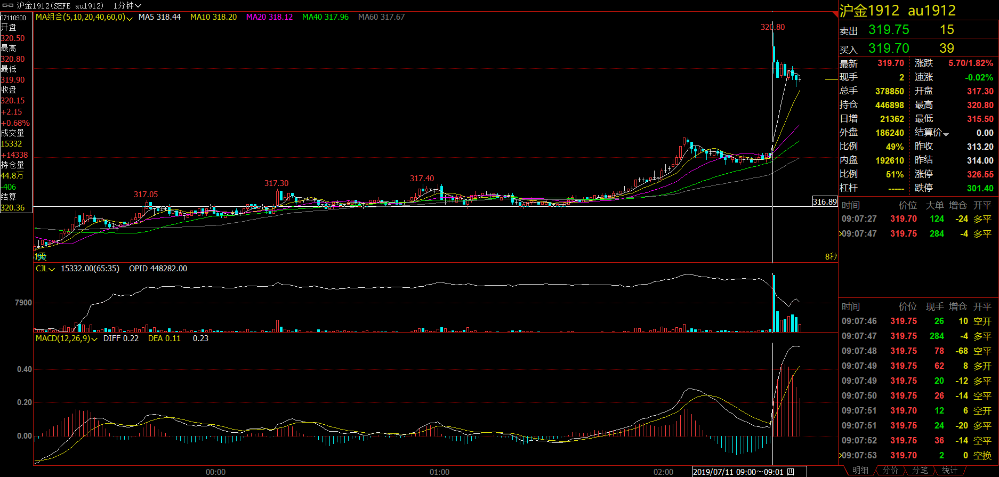 沪金1912(SHFE au1912) 1分钟
MA组合(5,10,20,40,60,0) MA5 318.44 MA10 318.20 MA20 318.12 MA40 317.96 MA60 317.67
07110900
开盘
320.50
最高
320.80
最低
319.90
收盘
320.15
+2.15
+0.68%
成交量
15332
+14338
持仓量
44.8万
-406
结算
320.36
320.80
317.05
317.30
317.40
316.89
8秒
CJL 15332.00(65:35) OPID 448282.00
7900
MACD(12,26,9) DIFF 0.22 DEA 0.11 0.23
0.40
0.20
0.00
00:00 01:00 02:00 2019/07/11 09:00~09:01 四
沪金1912 au1912
卖出 319.75 15
买入 319.70 39
最新 319.70 涨跌 5.70/1.82%
现手 2 速涨 -0.02%
总手 378850 开盘 317.30
持仓 446898 最高 320.80
日增 21362 最低 315.50
外盘 186240 结算价 0.00
比例 49% 昨收 313.20
内盘 192610 昨结 314.00
比例 51% 涨停 326.55
杠杆 ----- 跌停 301.40
时间 价位 大单 增仓 开平
09:07:27 319.70 124 -24 多平
09:07:47 319.75 284 -4 多平
时间 价位 现手 增仓 开平
09:07:46 319.75 26 10 空开
09:07:47 319.75 284 -4 多平
09:07:48 319.75 78 -68 空平
09:07:49 319.75 62 8 多开
09:07:49 319.75 20 -12 多平
09:07:50 319.75 26 -14 空平
09:07:51 319.70 12 6 空开
09:07:51 319.75 24 -20 多平
09:07:52 319.75 36 -14 空平
09:07:53 319.70 2 0 空换
明细 分价 分笔 统计